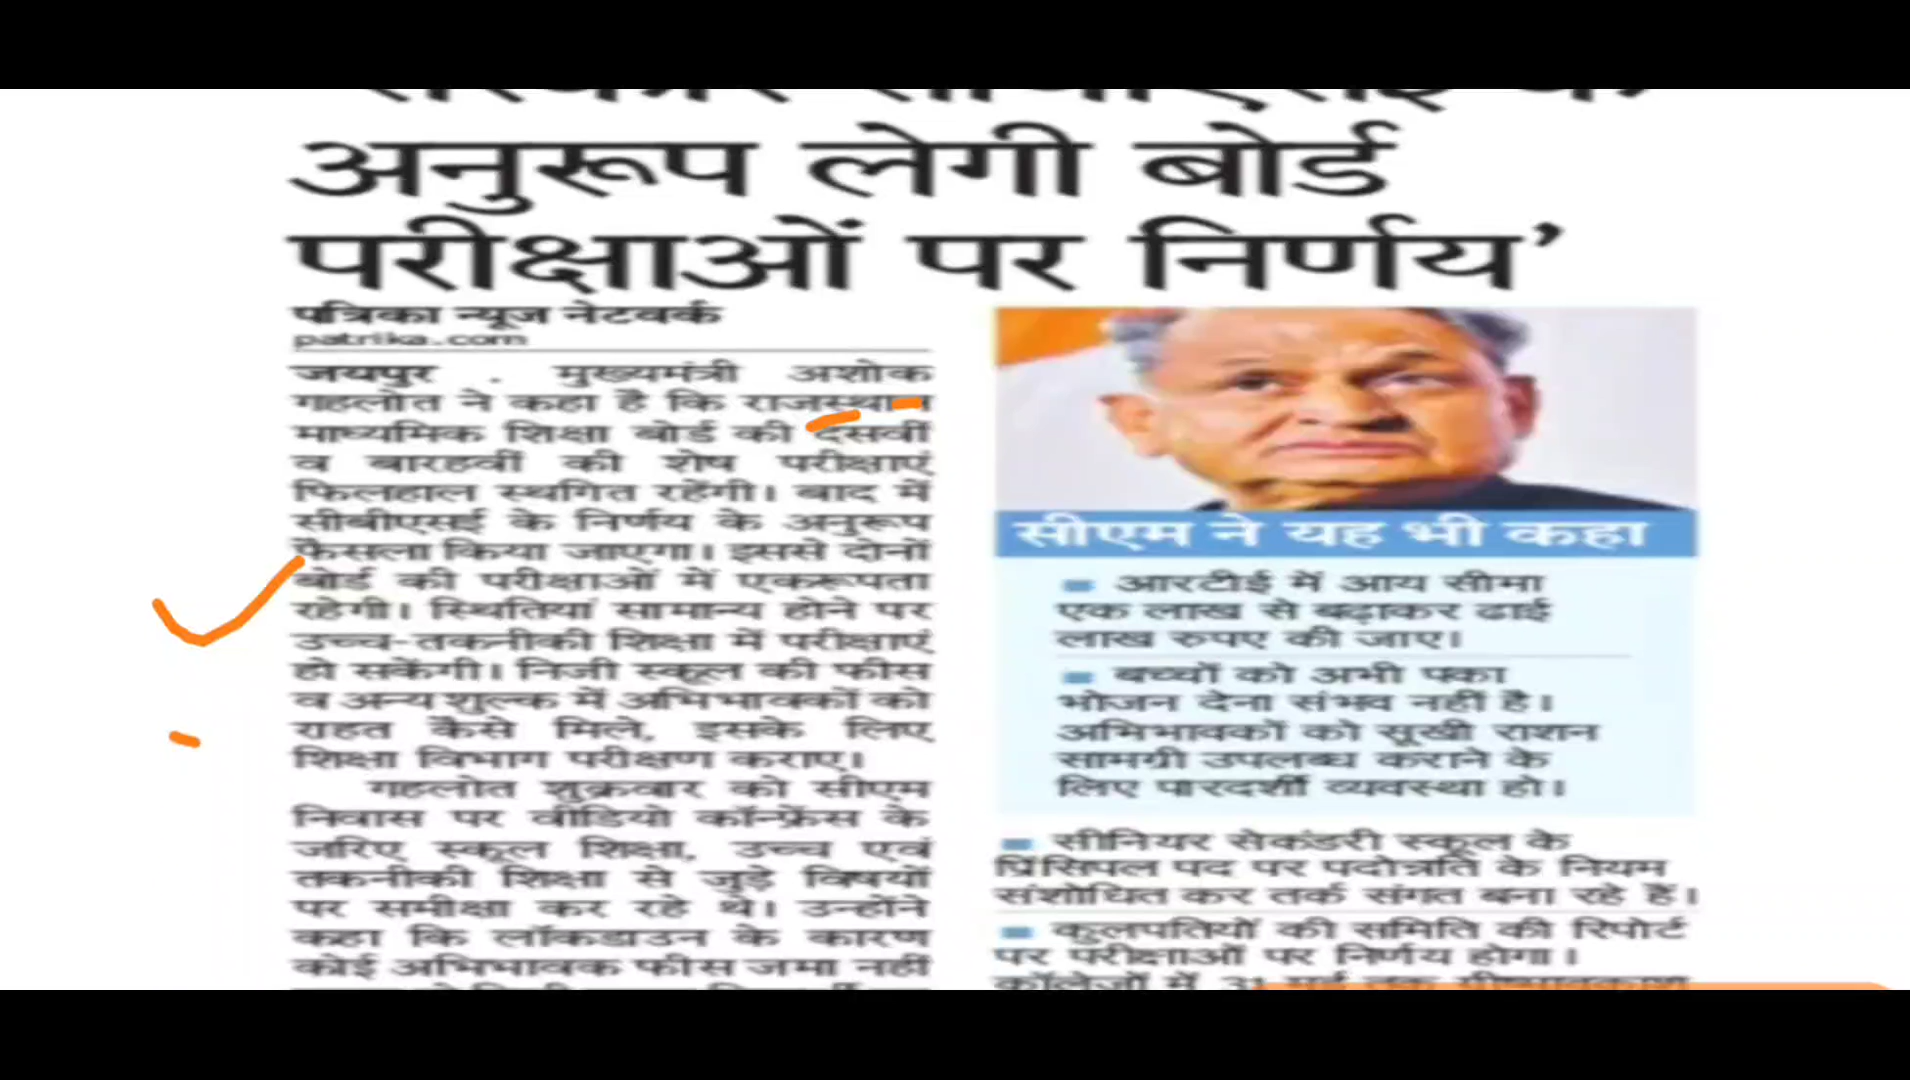 अनुरूप लेगी बोर्ड
परीक्षाओं पर निर्णय’
पत्रिका न्यूज नेटवर्क
patrika.com
जयपुर . मुख्यमंत्री अशोक
गहलोत ने कहा है कि राजस्थान
माध्यमिक शिक्षा बोर्ड की दसवीं
व बारहवीं की शेष परीक्षाएं
फिलहाल स्थगित रहेंगी। बाद में
सीबीएसई के निर्णय के अनुरूप
फैसला किया जाएगा। इससे दोनों
बोर्ड की परीक्षाओं में एकरूपता
रहेगी। स्थितियां सामान्य होने पर
उच्च-तकनीकी शिक्षा में परीक्षाएं
हो सकेंगी। निजी स्कूल की फीस
व अन्य शुल्क में अभिभावकों को
राहत कैसे मिले, इसके लिए
शिक्षा विभाग परीक्षण कराए।
गहलोत शुक्रवार को सीएम
निवास पर वीडियो कॉन्फ्रेंस के
जरिए स्कूल शिक्षा, उच्च एवं
तकनीकी शिक्षा से जुड़े विषयों
पर समीक्षा कर रहे थे। उन्होंने
कहा कि लॉकडाउन के कारण
कोई अभिभावक फीस जमा नहीं
सीएम ने यह भी कहा
आरटीई में आय सीमा
एक लाख से बढ़ाकर ढाई
लाख रुपए की जाए।
बच्चों को अभी पका
भोजन देना संभव नहीं है।
अभिभावकों को सूखी राशन
सामग्री उपलब्ध कराने के
लिए पारदर्शी व्यवस्था हो।
सीनियर सेकंडरी स्कूल के
प्रिंसिपल पद पर पदोन्नति के नियम
संशोधित कर तर्क संगत बना रहे हैं।
कुलपतियों की समिति की रिपोर्ट
पर परीक्षाओं पर निर्णय होगा।
कॉलेजों में 31 मई तक ग्रीष्मावकाश